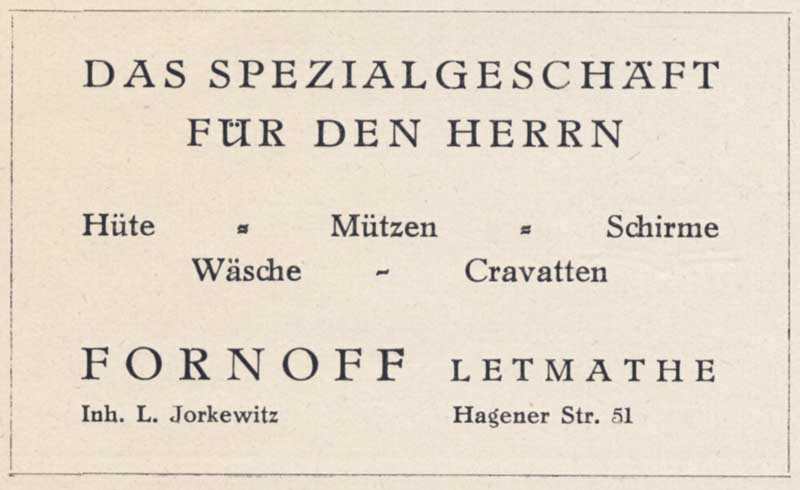 DAS SPEZIALGESCHÄFT
FÜR DEN HERRN
Hüte - Mützen - Schirme
Wäsche - Cravatten
FORNOFF LETMATHE
Inh. L. Jorkewitz Hagener Str. 51